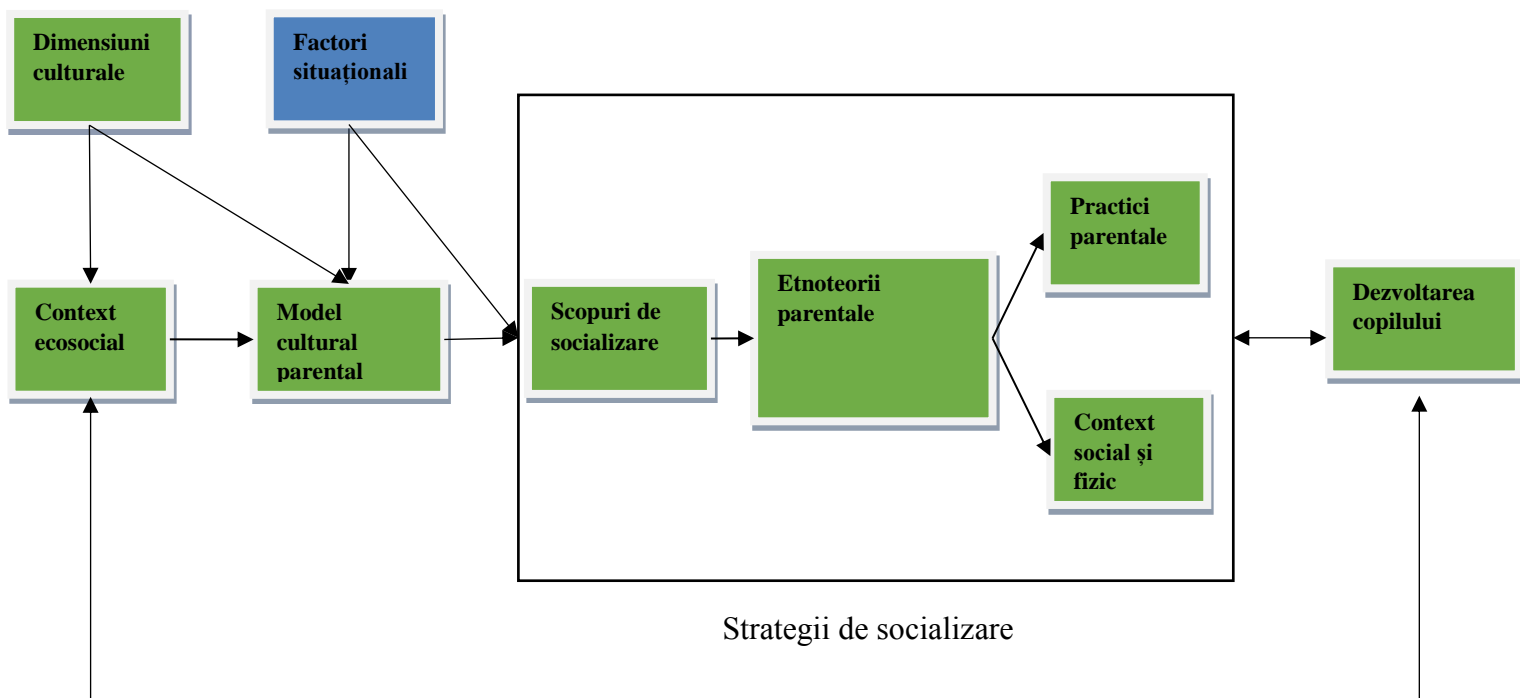 Dimensiuni
culturale
Factori
situaționali
Context
ecosocial
Model
cultural
parental
Scopuri de
socializare
Etnoteorii
parentale
Practici
parentale
Context
social și
fizic
Dezvoltarea
copilului
Strategii de socializare